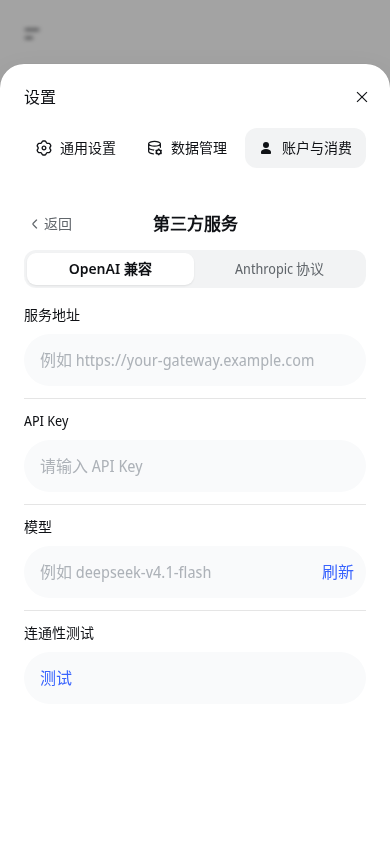 设置
通用设置
数据管理
账户与消费
返回
第三方服务
OpenAI 兼容
Anthropic 协议
服务地址
例如 https://your-gateway.example.com
API Key
请输入 API Key
模型
例如 deepseek-v4.1-flash
刷新
连通性测试
测试